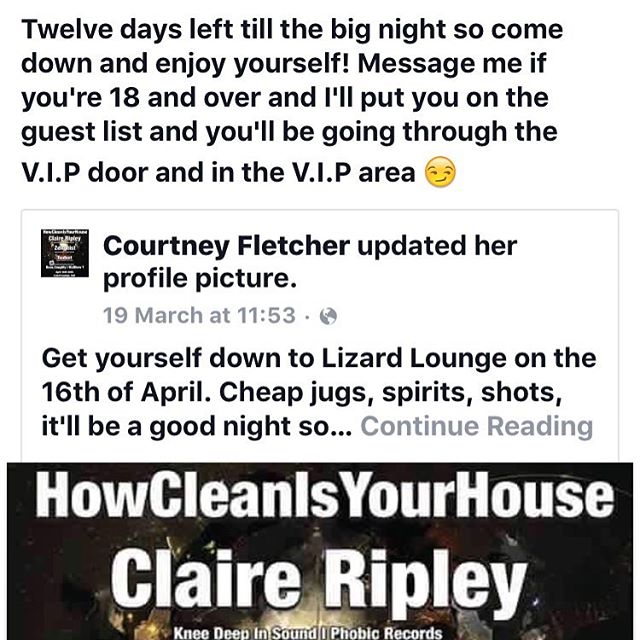 Twelve days left till the big night so come
down and enjoy yourself! Message me if
you're 18 and over and I'll put you on the
guest list and you'll be going through the
V.I.P door and in the V.I.P area 😏
HowCleanIsYourHouse
Claire Ripley
Courtney Fletcher updated her
profile picture.
19 March at 11:53 ·
Get yourself down to Lizard Lounge on the
16th of April. Cheap jugs, spirits, shots,
it'll be a good night so... Continue Reading
HowCleanIsYourHouse
Claire Ripley
Knee Deep In Sound | Phobic Records